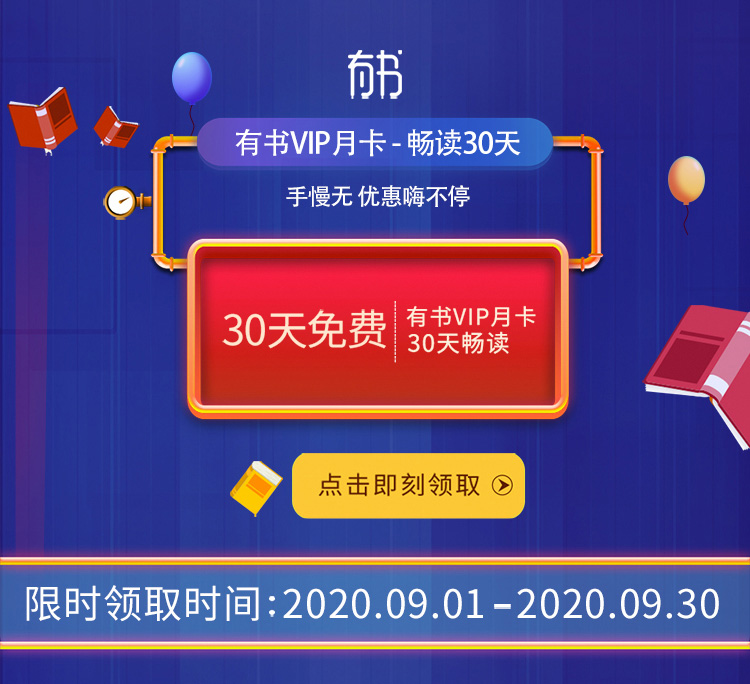 有书
有书VIP月卡-畅读30天
手慢无 优惠嗨不停
30天免费
有书VIP月卡
30天畅读
点击即刻领取
限时领取时间:2020.09.01-2020.09.30